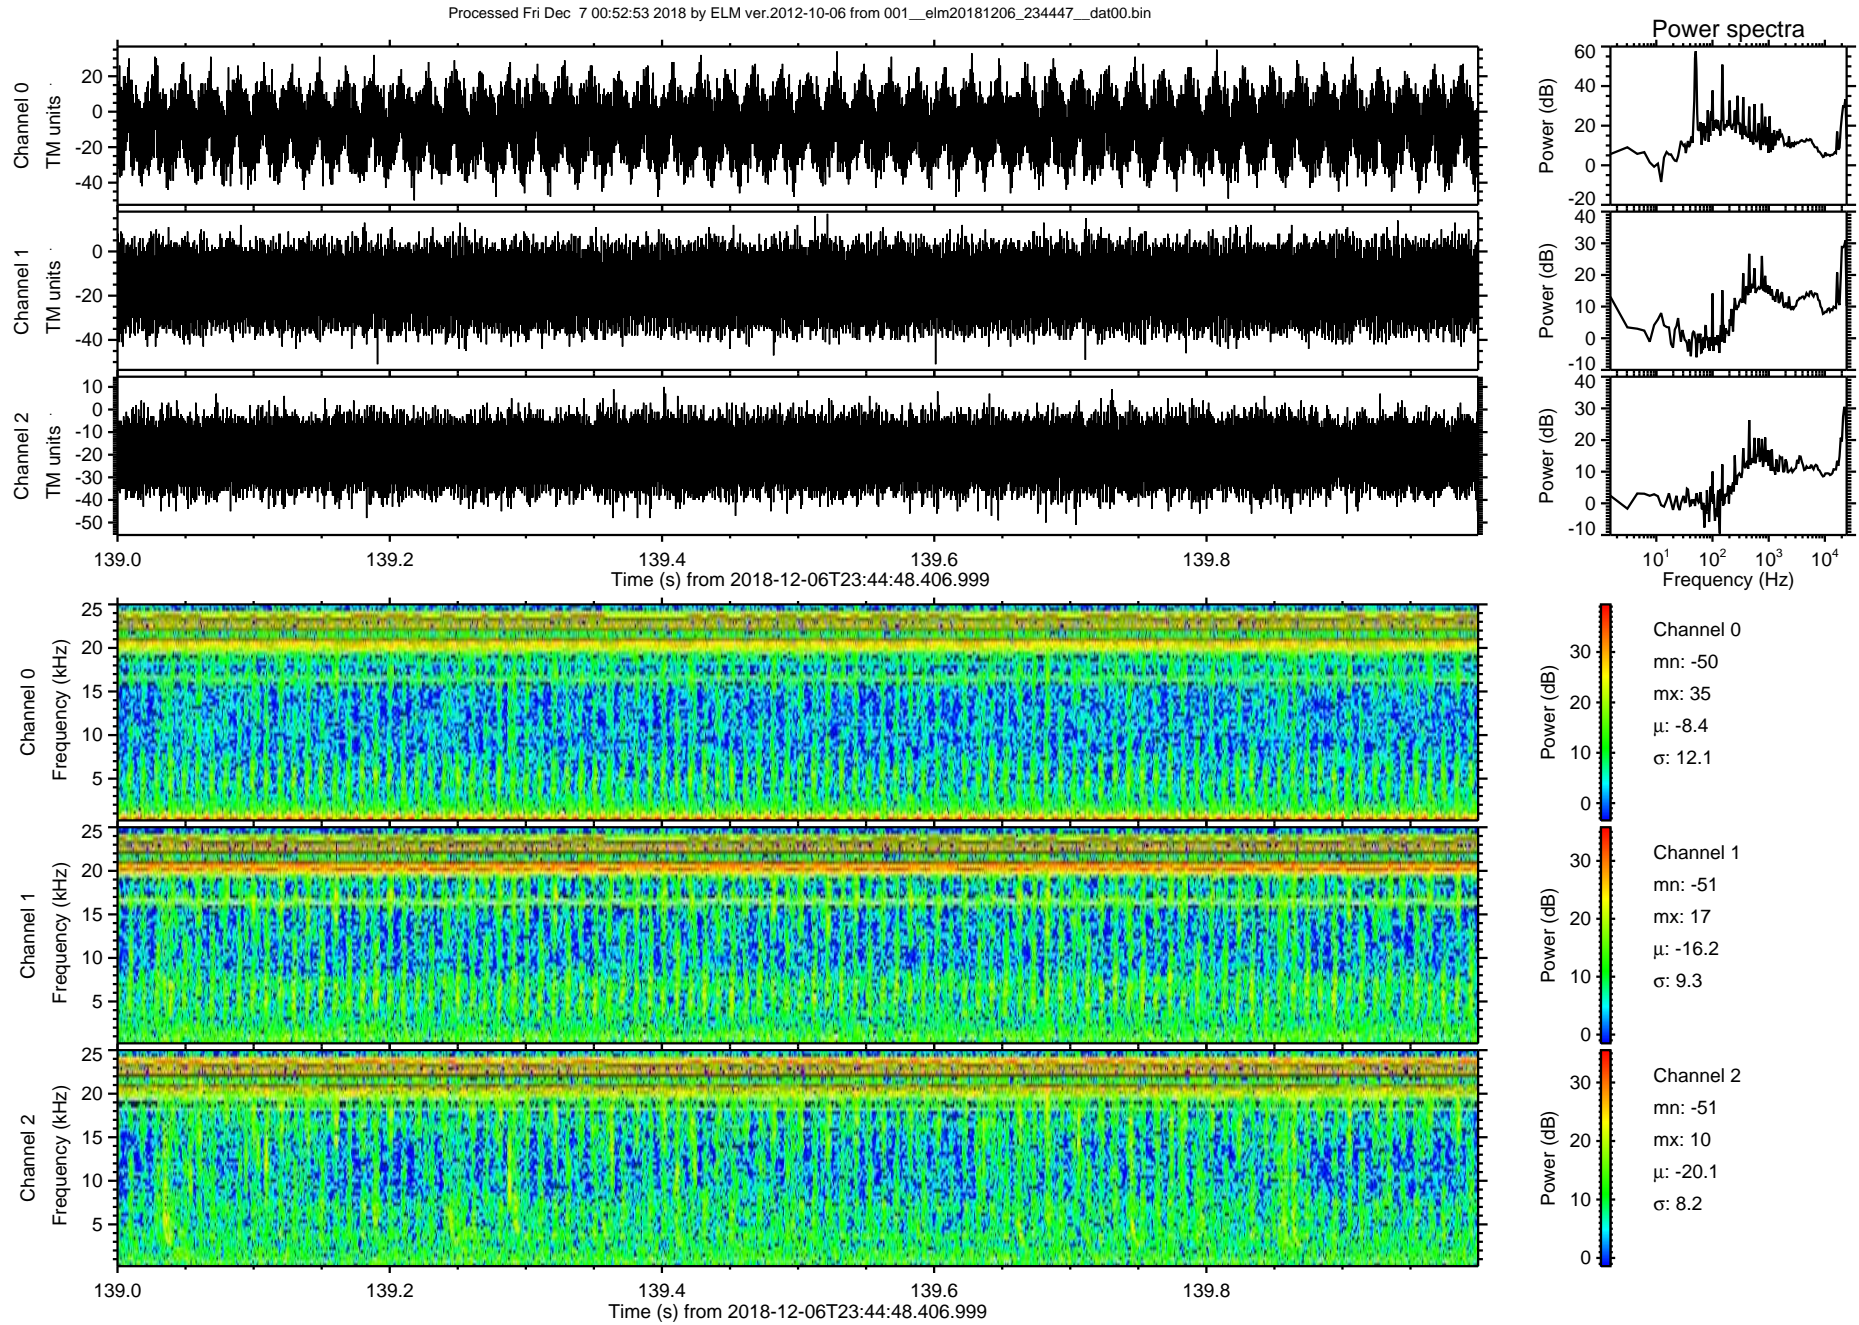 Processed Fri Dec  7 00:52:53 2018 by ELM ver.2012-10-06 from 001__elm20181206_234447__dat00.bin
Power spectra
Channel 0
TM units
20
0
-20
-40
Power (dB)
60
40
20
0
-20
Channel 1
TM units
0
-20
-40
Power (dB)
40
30
20
10
0
-10
Channel 2
TM units
10
0
-10
-20
-30
-40
-50
Power (dB)
40
30
20
10
0
-10
139.0 139.2 139.4 139.6 139.8
Time (s) from 2018-12-06T23:44:48.406.999
10^1 10^2 10^3 10^4
Frequency (Hz)
Channel 0
Frequency (kHz)
25
20
15
10
5
Power (dB)
30
20
10
0
Channel 0
mn: -50
mx: 35
μ: -8.4
σ: 12.1
Channel 1
Frequency (kHz)
25
20
15
10
5
Power (dB)
30
20
10
0
Channel 1
mn: -51
mx: 17
μ: -16.2
σ: 9.3
Channel 2
Frequency (kHz)
25
20
15
10
5
Power (dB)
30
20
10
0
Channel 2
mn: -51
mx: 10
μ: -20.1
σ: 8.2
139.0 139.2 139.4 139.6 139.8
Time (s) from 2018-12-06T23:44:48.406.999